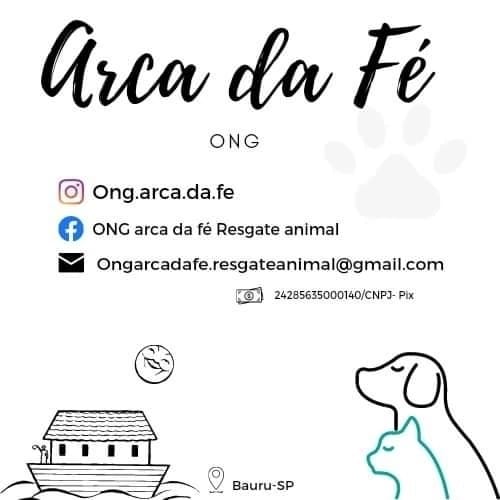 Arca da Fé
ONG
Ong.arca.da.fe
ONG arca da fé Resgate animal
Ongarcadafe.resgateanimal@gmail.com
24285635000140/CNPJ- Pix
Bauru-SP